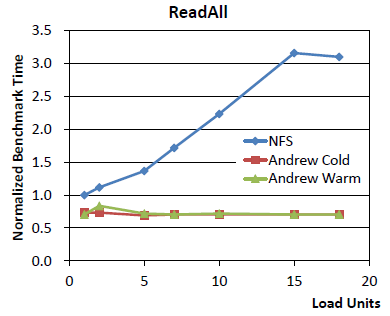 ReadAll
Normalized Benchmark Time
3.5
3.0
2.5
2.0
1.5
1.0
0.5
0.0
NFS
Andrew Cold
Andrew Warm
0 5 10 15 20
Load Units